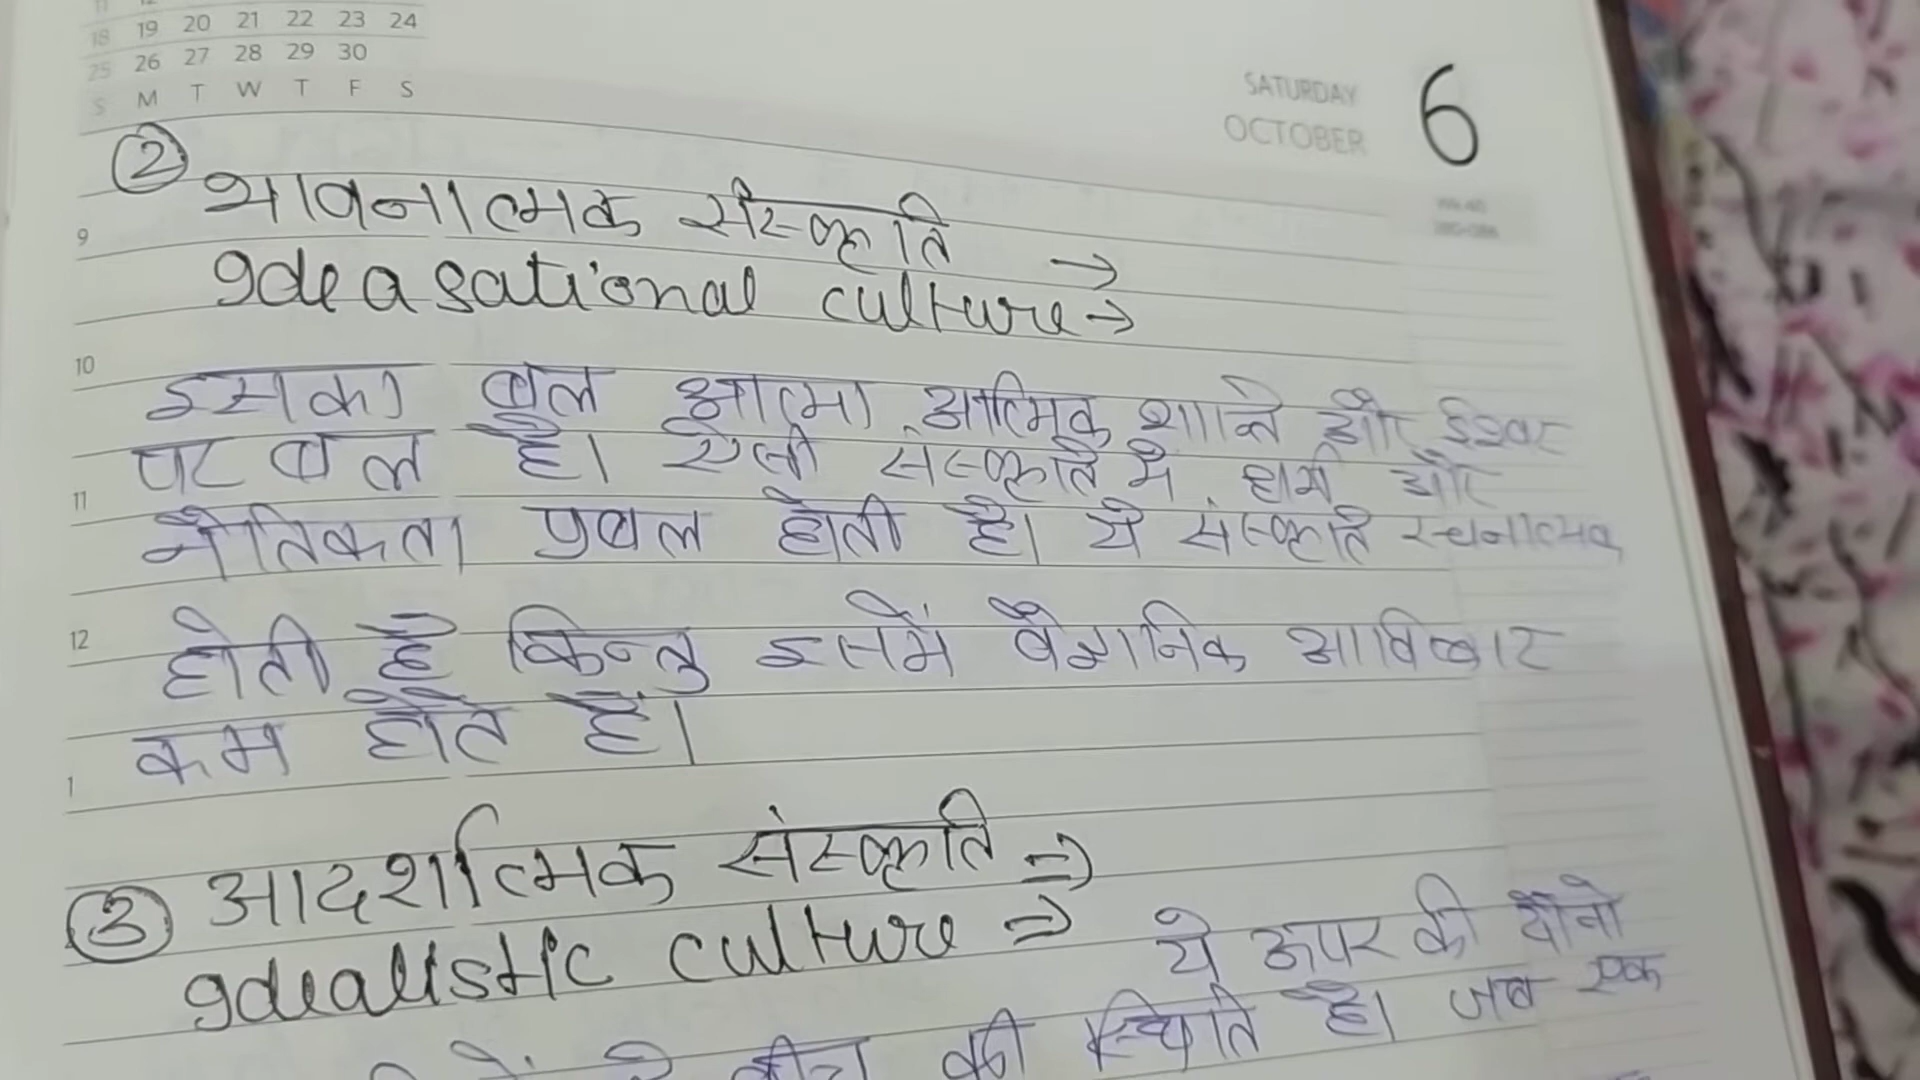 18 19 20 21 22 23 24
25 26 27 28 29 30
S M T W T F S
SATURDAY
OCTOBER 6
② भावनात्मक संस्कृति →
9
Ideasational culture →
10
इसका बल आत्मा, आत्मिक शान्ति और ईश्वर
पर बल है। ऐसी संस्कृति में धर्म और
11
नैतिकता प्रबल होती है। ये संस्कृति रचनात्मक
12
होती है किन्तु इसमें वैज्ञानिक आविष्कार
कम होते हैं।
1
③ आदर्शात्मिक संस्कृति ⇒
Idealistic culture ⇒
ये ऊपर की दोनो
की स्थिति है। जब एक